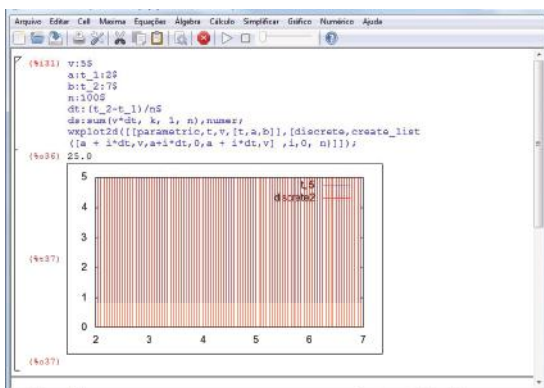 Arquivo Editar Cell Maxima Equações Álgebra Cálculo Simplificar Gráfico Numérico Ajuda
(%i31) v:5$
a:t_1:2$
b:t_2:7$
n:100$
dt:(t_2-t_1)/n$
ds:sum(v*dt, k, 1, n),numer;
wxplot2d([[parametric,t,v,[t,a,b]],[discrete,create_list
([a + i*dt,v,a+i*dt,0,a + i*dt,v] ,i,0, n)]]);
(%o36) 25.0
5
t,5
discrete2
4
3
(%t37)
2
1
0
2 3 4 5 6 7
(%o37)